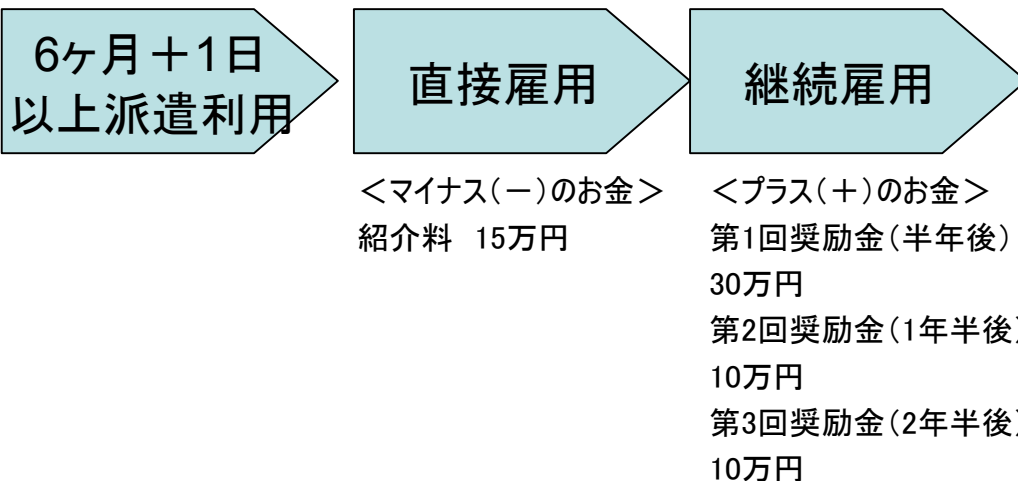 6ヶ月＋1日
以上派遣利用
直接雇用
継続雇用
＜マイナス（－）のお金＞
紹介料　15万円
＜プラス（＋）のお金＞
第1回奨励金（半年後）
30万円
第2回奨励金（1年半後）
10万円
第3回奨励金（2年半後）
10万円